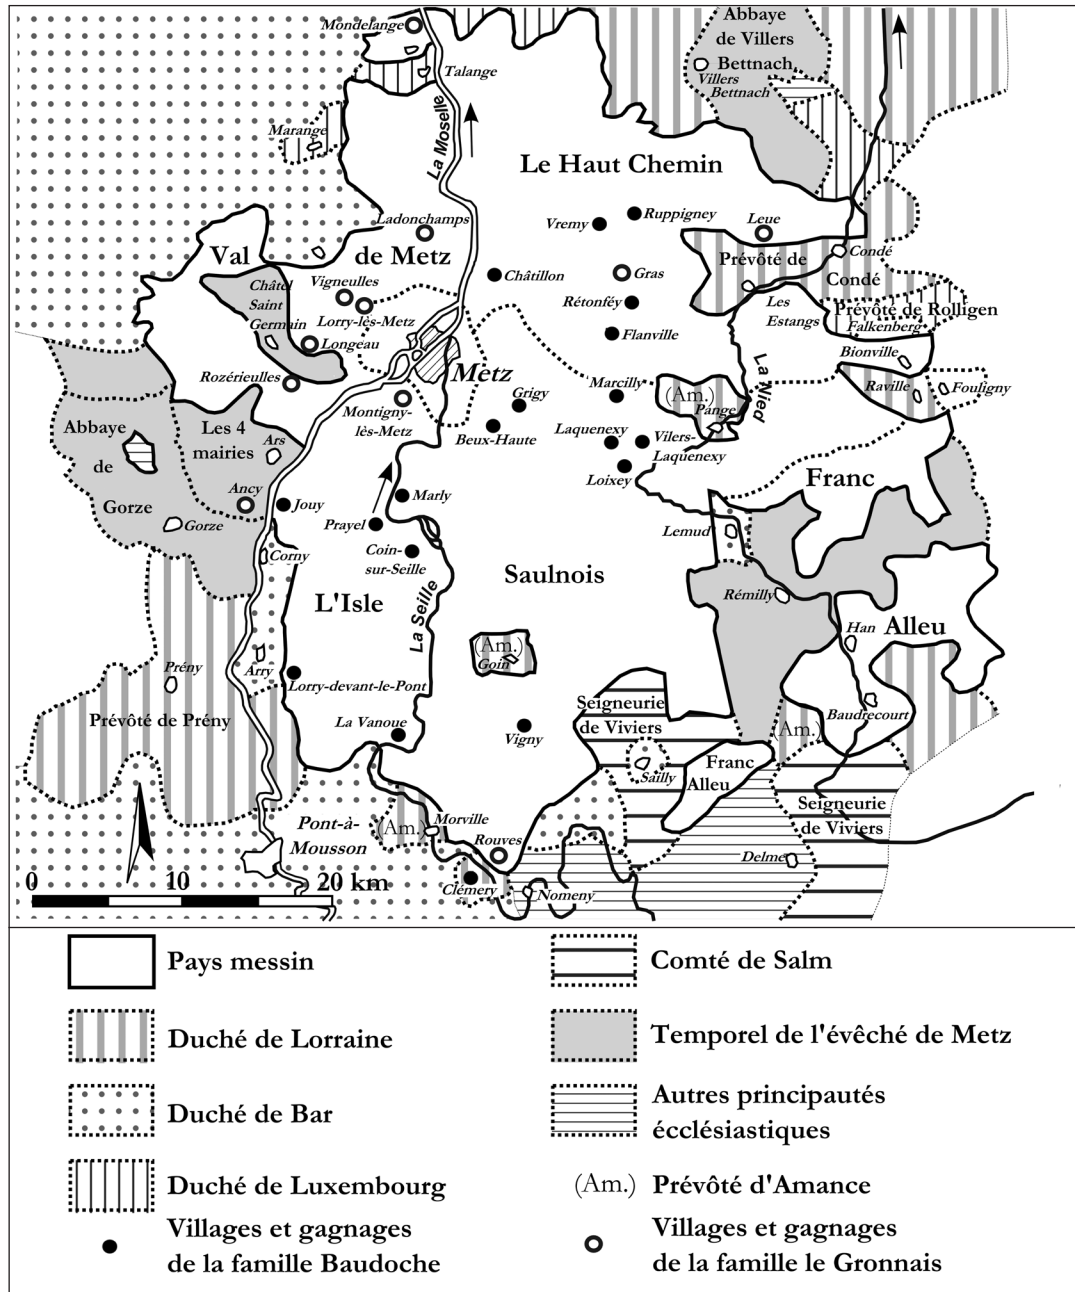 Mondelange
Abbaye
de Villers
Bettnach
Villers
Bettnach
Talange
La Moselle
Marange
Le Haut Chemin
Ruppigney
Vremy
Leue
Ladonchamps
Val
de Metz
Prévôté de
Condé
Condé
Châtillon
Gras
Châtel
Saint
Germain
Vigneulles
Lorry-lès-Metz
Rétonféy
Les
Estangs
Prévôté de Rolligen
Falkenberg
Flanville
Longeau
Bionville
Rozérieulles
Metz
La Nied
Marcilly
(Am.)
Pange
Raville
Fouligny
Grigy
Montigny-
lès-Metz
Beux-Haute
Laquenexy
Vilers-
Laquenexy
Loixey
Abbaye
de
Gorze
Les 4
mairies
Ars
Ancy
Gorze
Franc
Jouy
Marly
Prayel
Lemud
Corny
Coin-
sur-Seille
Saulnois
L'Isle
La Seille
Rémilly
Han
Alleu
(Am.)
Goin
Prény
Arry
Lorry-devant-le-Pont
Prévôté de Prény
La Vanoue
Vigny
Seigneurie
de Viviers
Baudrecourt
(Am.)
Sailly
Franc
Alleu
Seigneurie
de Viviers
Pont-à-
Mousson
(Am.)
Morville
Rouves
Delme
Clémery
Nomeny
0 10 20 km
Pays messin
Comté de Salm
Duché de Lorraine
Temporel de l'évêché de Metz
Duché de Bar
Autres principautés
écclésiastiques
Duché de Luxembourg
(Am.) Prévôté d'Amance
Villages et gagnages
de la famille Baudoche
Villages et gagnages
de la famille le Gronnais